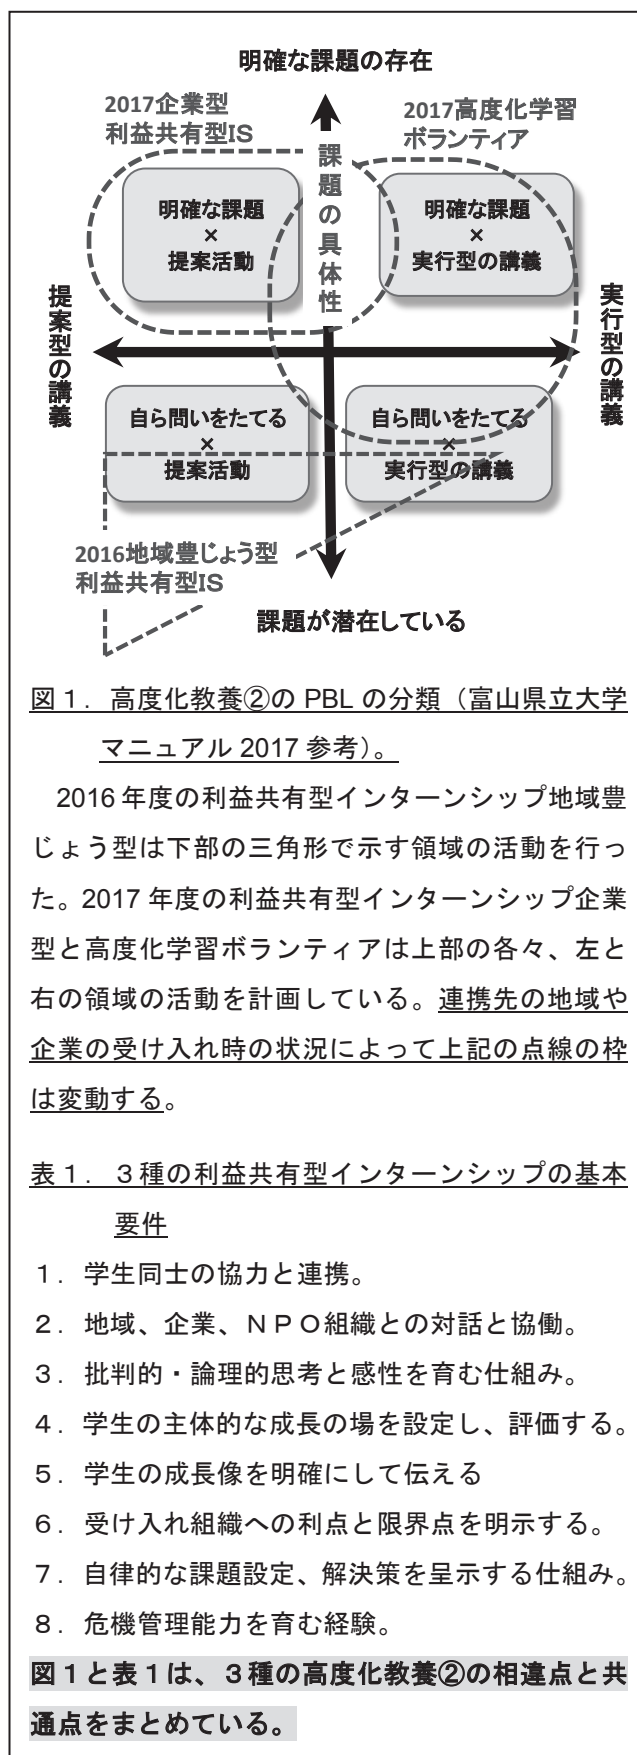 明確な課題の存在
2017企業型
利益共有型IS
2017高度化学習
ボランティア
課題の具体性
明確な課題
×
提案活動
明確な課題
×
実行型の講義
提案型の講義
実行型の講義
自ら問いをたてる
×
提案活動
自ら問いをたてる
×
実行型の講義
2016地域豊じょう型
利益共有型IS
課題が潜在している
図1. 高度化教養②の PBL の分類（富山県立大学
マニュアル 2017 参考）。
2016 年度の利益共有型インターンシップ地域豊
じょう型は下部の三角形で示す領域の活動を行っ
た。2017 年度の利益共有型インターンシップ企業
型と高度化学習ボランティアは上部の各々、左と
右の領域の活動を計画している。連携先の地域や
企業の受け入れ時の状況によって上記の点線の枠
は変動する。
表1. 3種の利益共有型インターンシップの基本
要件
1. 学生同士の協力と連携。
2. 地域、企業、ＮＰＯ組織との対話と協働。
3. 批判的・論理的思考と感性を育む仕組み。
4. 学生の主体的な成長の場を設定し、評価する。
5. 学生の成長像を明確にして伝える
6. 受け入れ組織への利点と限界点を明示する。
7. 自律的な課題設定、解決策を呈示する仕組み。
8. 危機管理能力を育む経験。
図1と表1は、3種の高度化教養②の相違点と共
通点をまとめている。